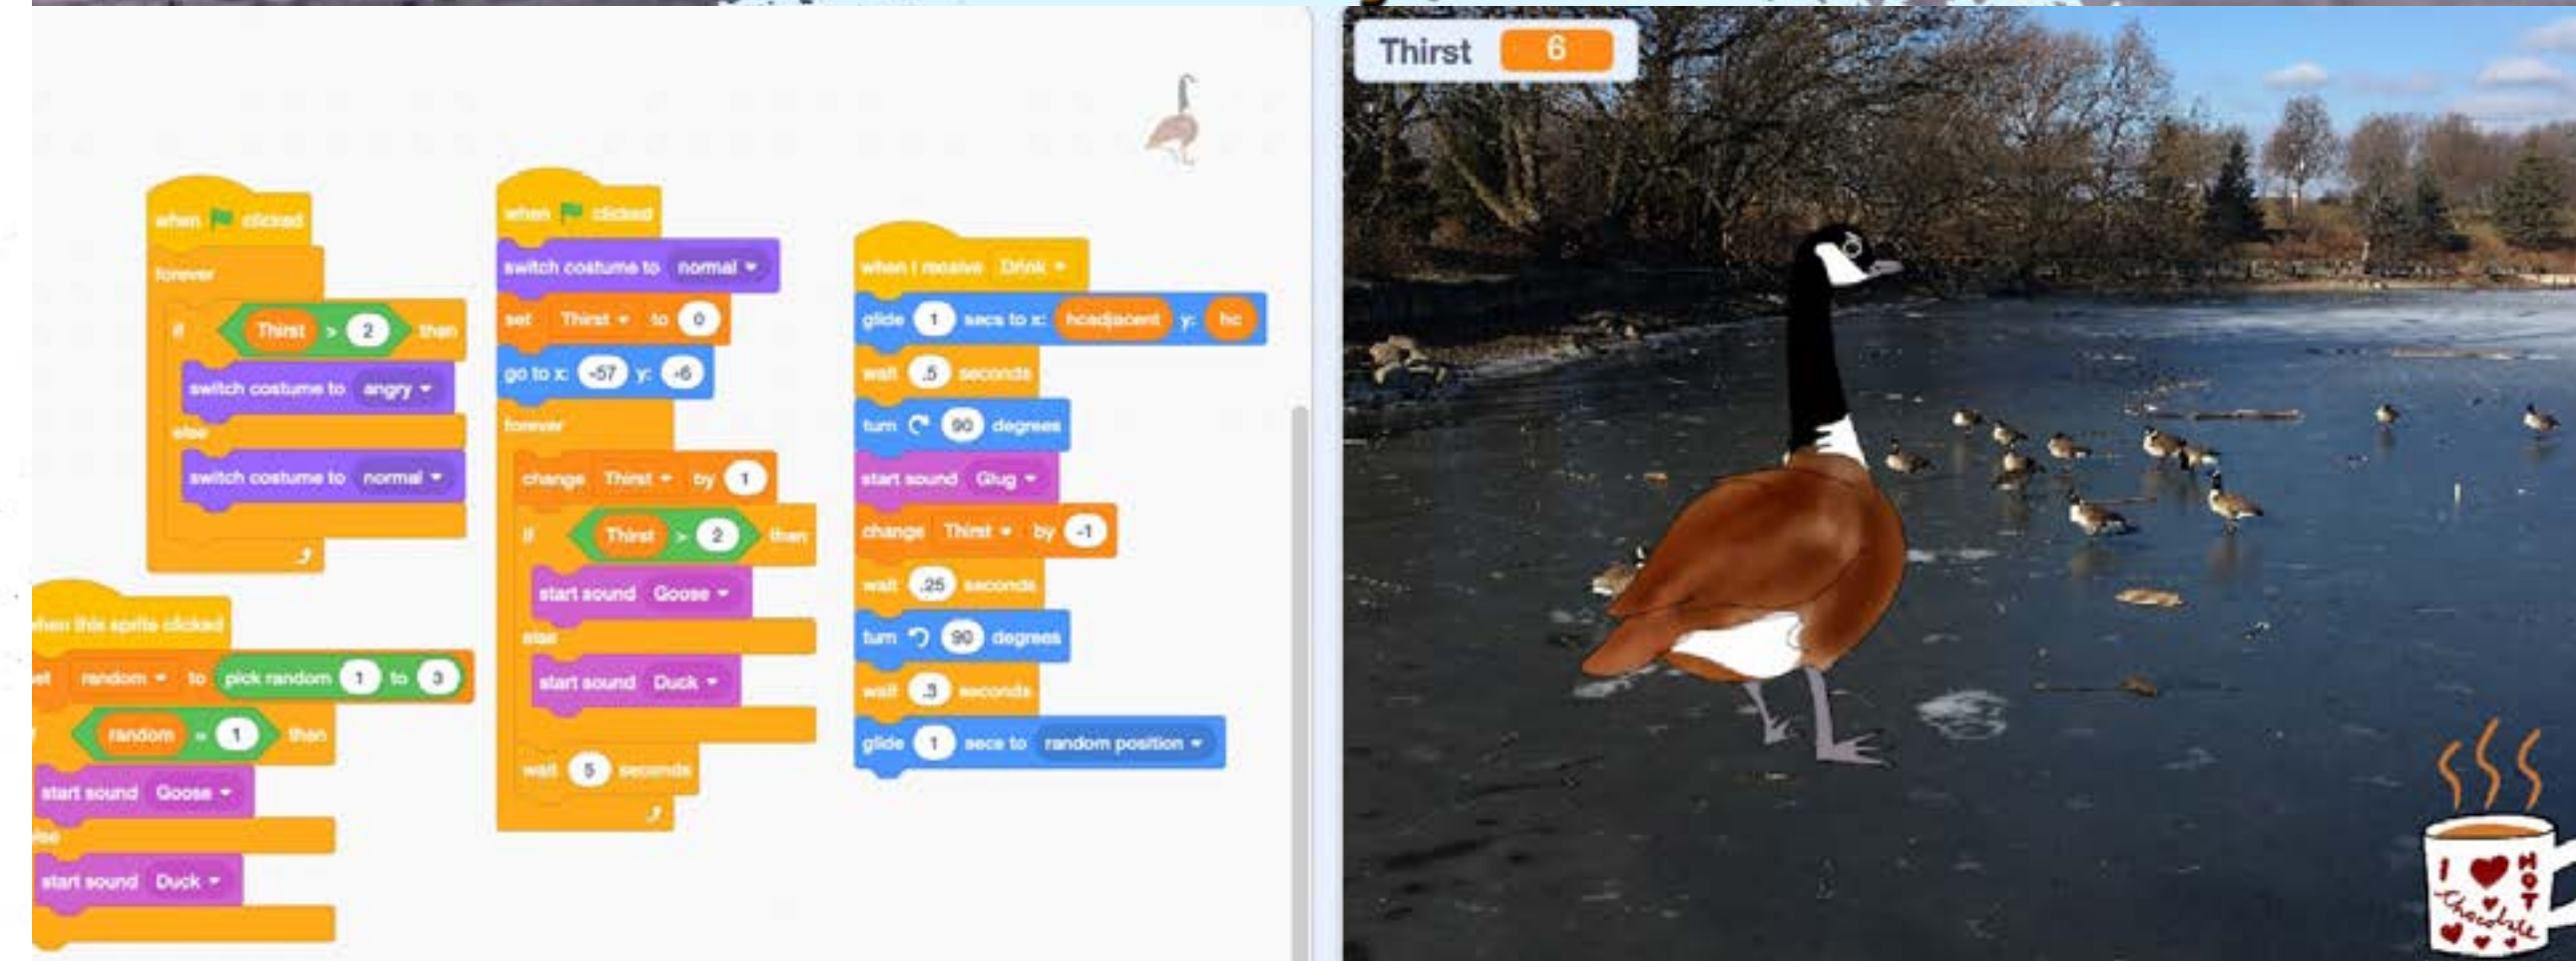 when clicked
forever
if Thirst > 2 then
switch costume to angry
else
switch costume to normal
when this sprite clicked
set random to pick random 1 to 3
random = 1 then
start sound Goose
else
start sound Duck
when clicked
switch costume to normal
set Thirst to 0
go to x: -57 y: -6
forever
change Thirst by 1
if Thirst > 2 then
start sound Goose
else
start sound Duck
wait 5 seconds
when I receive Drink
glide 1 secs to x: hcadjacent y: hc
wait .5 seconds
turn 90 degrees
start sound Glug
change Thirst by -1
wait .25 seconds
turn 90 degrees
wait .3 seconds
glide 1 secs to random position
Thirst 6
I HOT
Chocolate